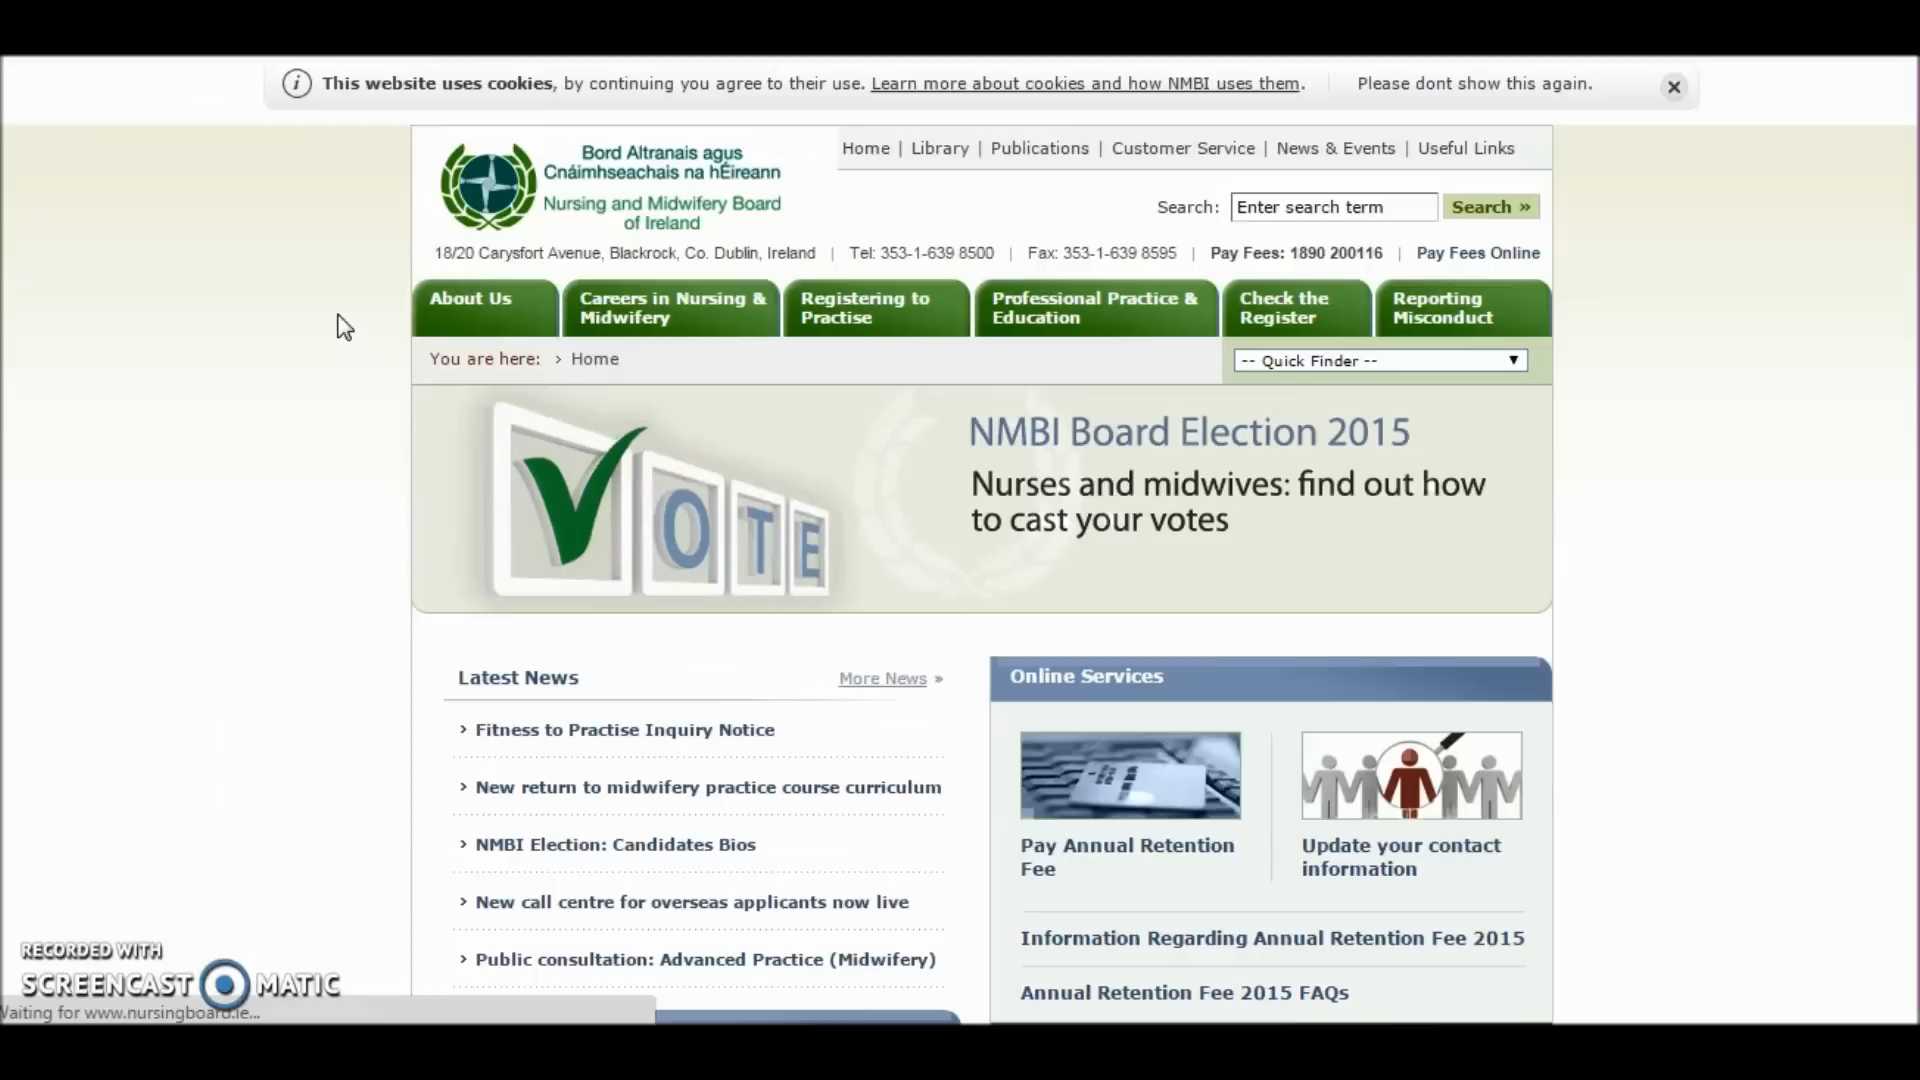 This website uses cookies, by continuing you agree to their use. Learn more about cookies and how NMBI uses them. Please dont show this again.
Bord Altranais agus
Cnáimhseachais na hÉireann
Nursing and Midwifery Board
of Ireland
Home | Library | Publications | Customer Service | News & Events | Useful Links
Search: Enter search term Search »
18/20 Carysfort Avenue, Blackrock, Co. Dublin, Ireland | Tel: 353-1-639 8500 | Fax: 353-1-639 8595 | Pay Fees: 1890 200116 | Pay Fees Online
About Us
Careers in Nursing &
Midwifery
Registering to
Practise
Professional Practice &
Education
Check the
Register
Reporting
Misconduct
You are here: › Home
-- Quick Finder --
VOTE
NMBI Board Election 2015
Nurses and midwives: find out how
to cast your votes
Latest News
More News »
› Fitness to Practise Inquiry Notice
› New return to midwifery practice course curriculum
› NMBI Election: Candidates Bios
› New call centre for overseas applicants now live
› Public consultation: Advanced Practice (Midwifery)
Online Services
Pay Annual Retention
Fee
Update your contact
information
Information Regarding Annual Retention Fee 2015
Annual Retention Fee 2015 FAQs
RECORDED WITH
SCREENCAST MATIC
Waiting for www.nursingboard.ie...